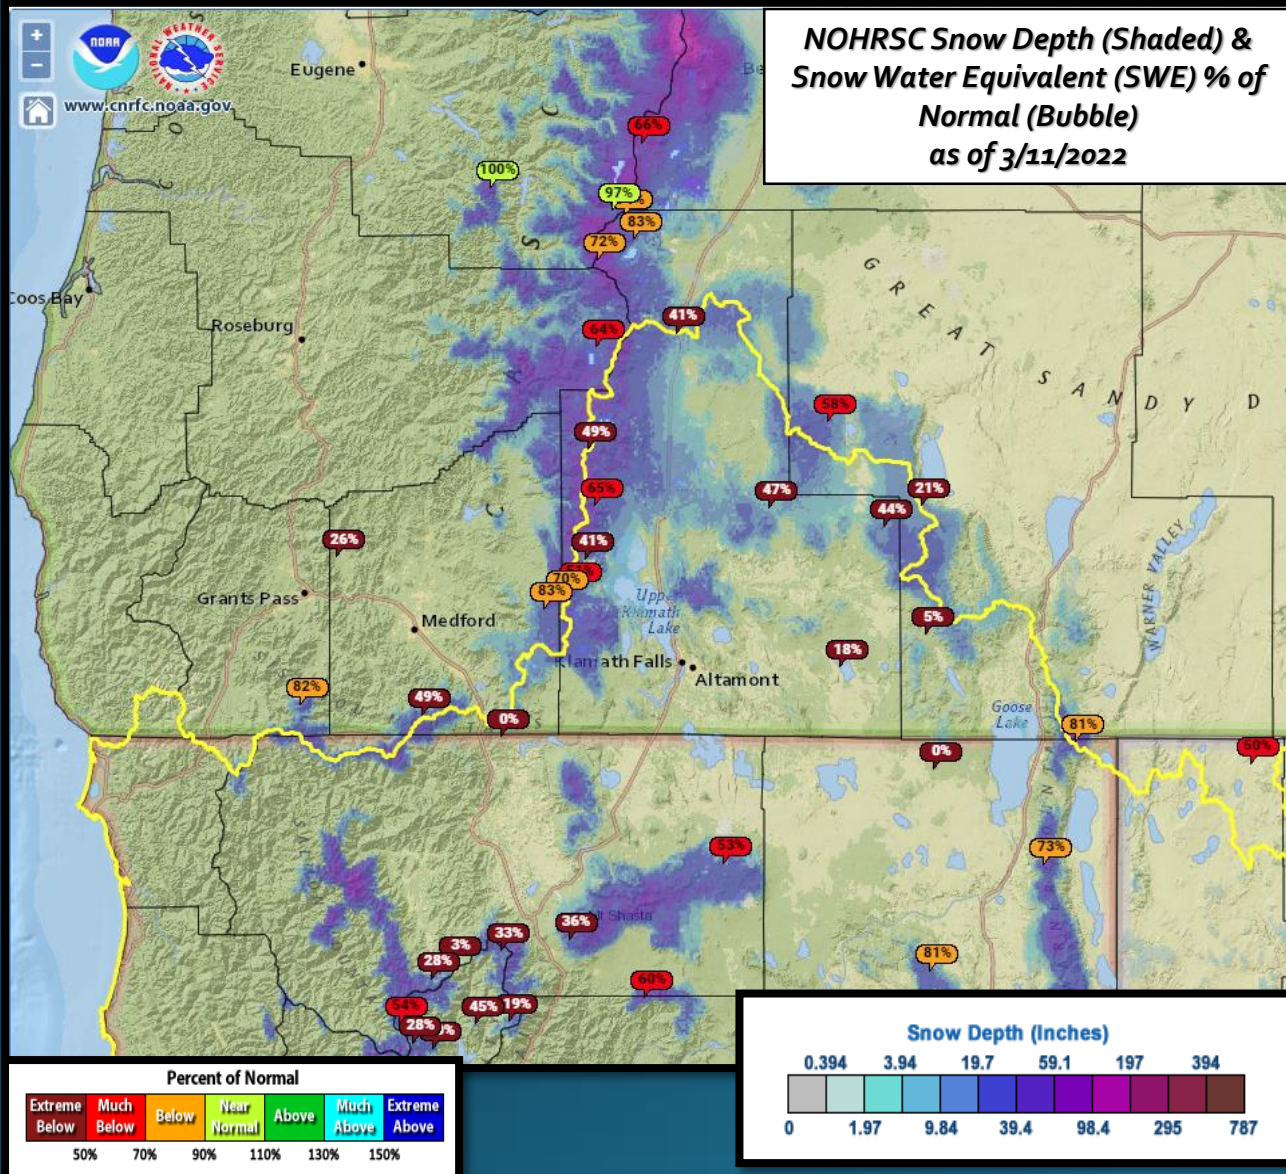 NOHRSC Snow Depth (Shaded) &
Snow Water Equivalent (SWE) % of
Normal (Bubble)
as of 3/11/2022
+
−
NOAA
NATIONAL WEATHER SERVICE
www.cnrfc.noaa.gov
Eugene
Be
66%
100%
97%
83%
72%
Coos Bay
Roseburg
64%
41%
GREAT SANDY D
58%
49%
65%
47%
21%
44%
26%
41%
51%
70%
83%
Grants Pass
Medford
Upper
Klamath
Lake
WARNER VALLEY
5%
18%
Klamath Falls
Altamont
82%
49%
0%
Goose
Lake
81%
0%
50%
53%
73%
36%
Mt Shasta
33%
3%
28%
81%
60%
54%
45%
19%
28%
Percent of Normal
Extreme Below
Much Below
Below
Near Normal
Above
Much Above
Extreme Above
50% 70% 90% 110% 130% 150%
Snow Depth (Inches)
0.394 3.94 19.7 59.1 197 394
0 1.97 9.84 39.4 98.4 295 787